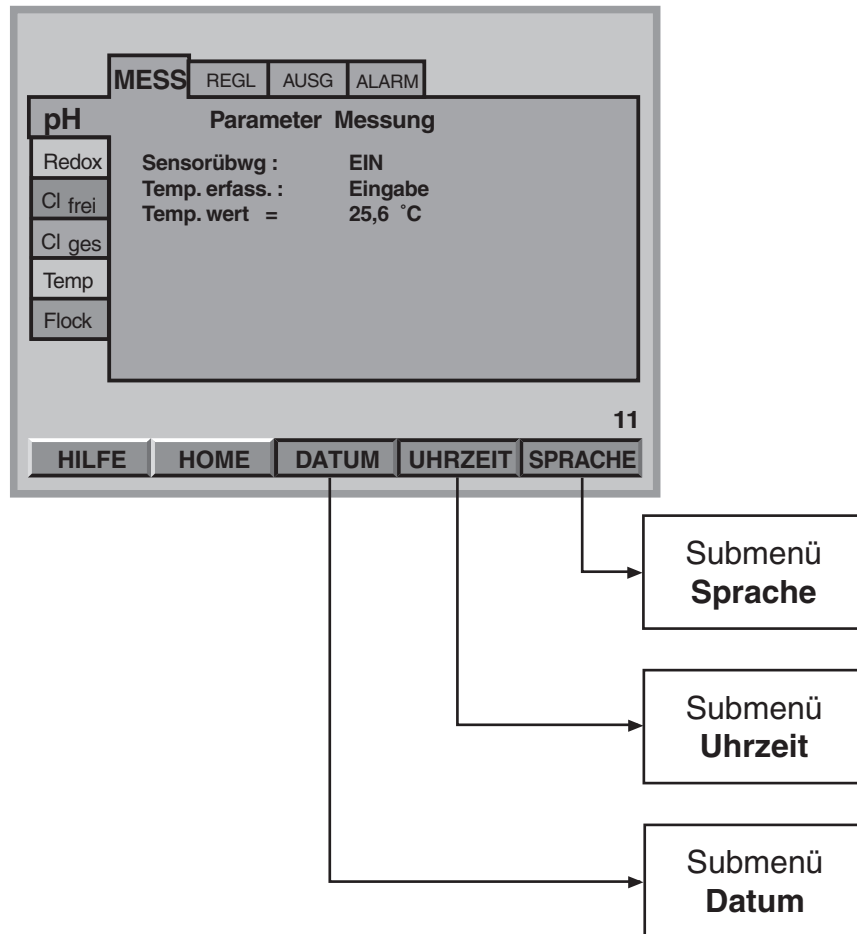 MESS REGL AUSG ALARM
pH Parameter Messung
Redox
Cl frei
Cl ges
Temp
Flock
Sensorübwg : EIN
Temp. erfass. : Eingabe
Temp. wert = 25,6 °C
11
HILFE HOME DATUM UHRZEIT SPRACHE
Submenü
Sprache
Submenü
Uhrzeit
Submenü
Datum